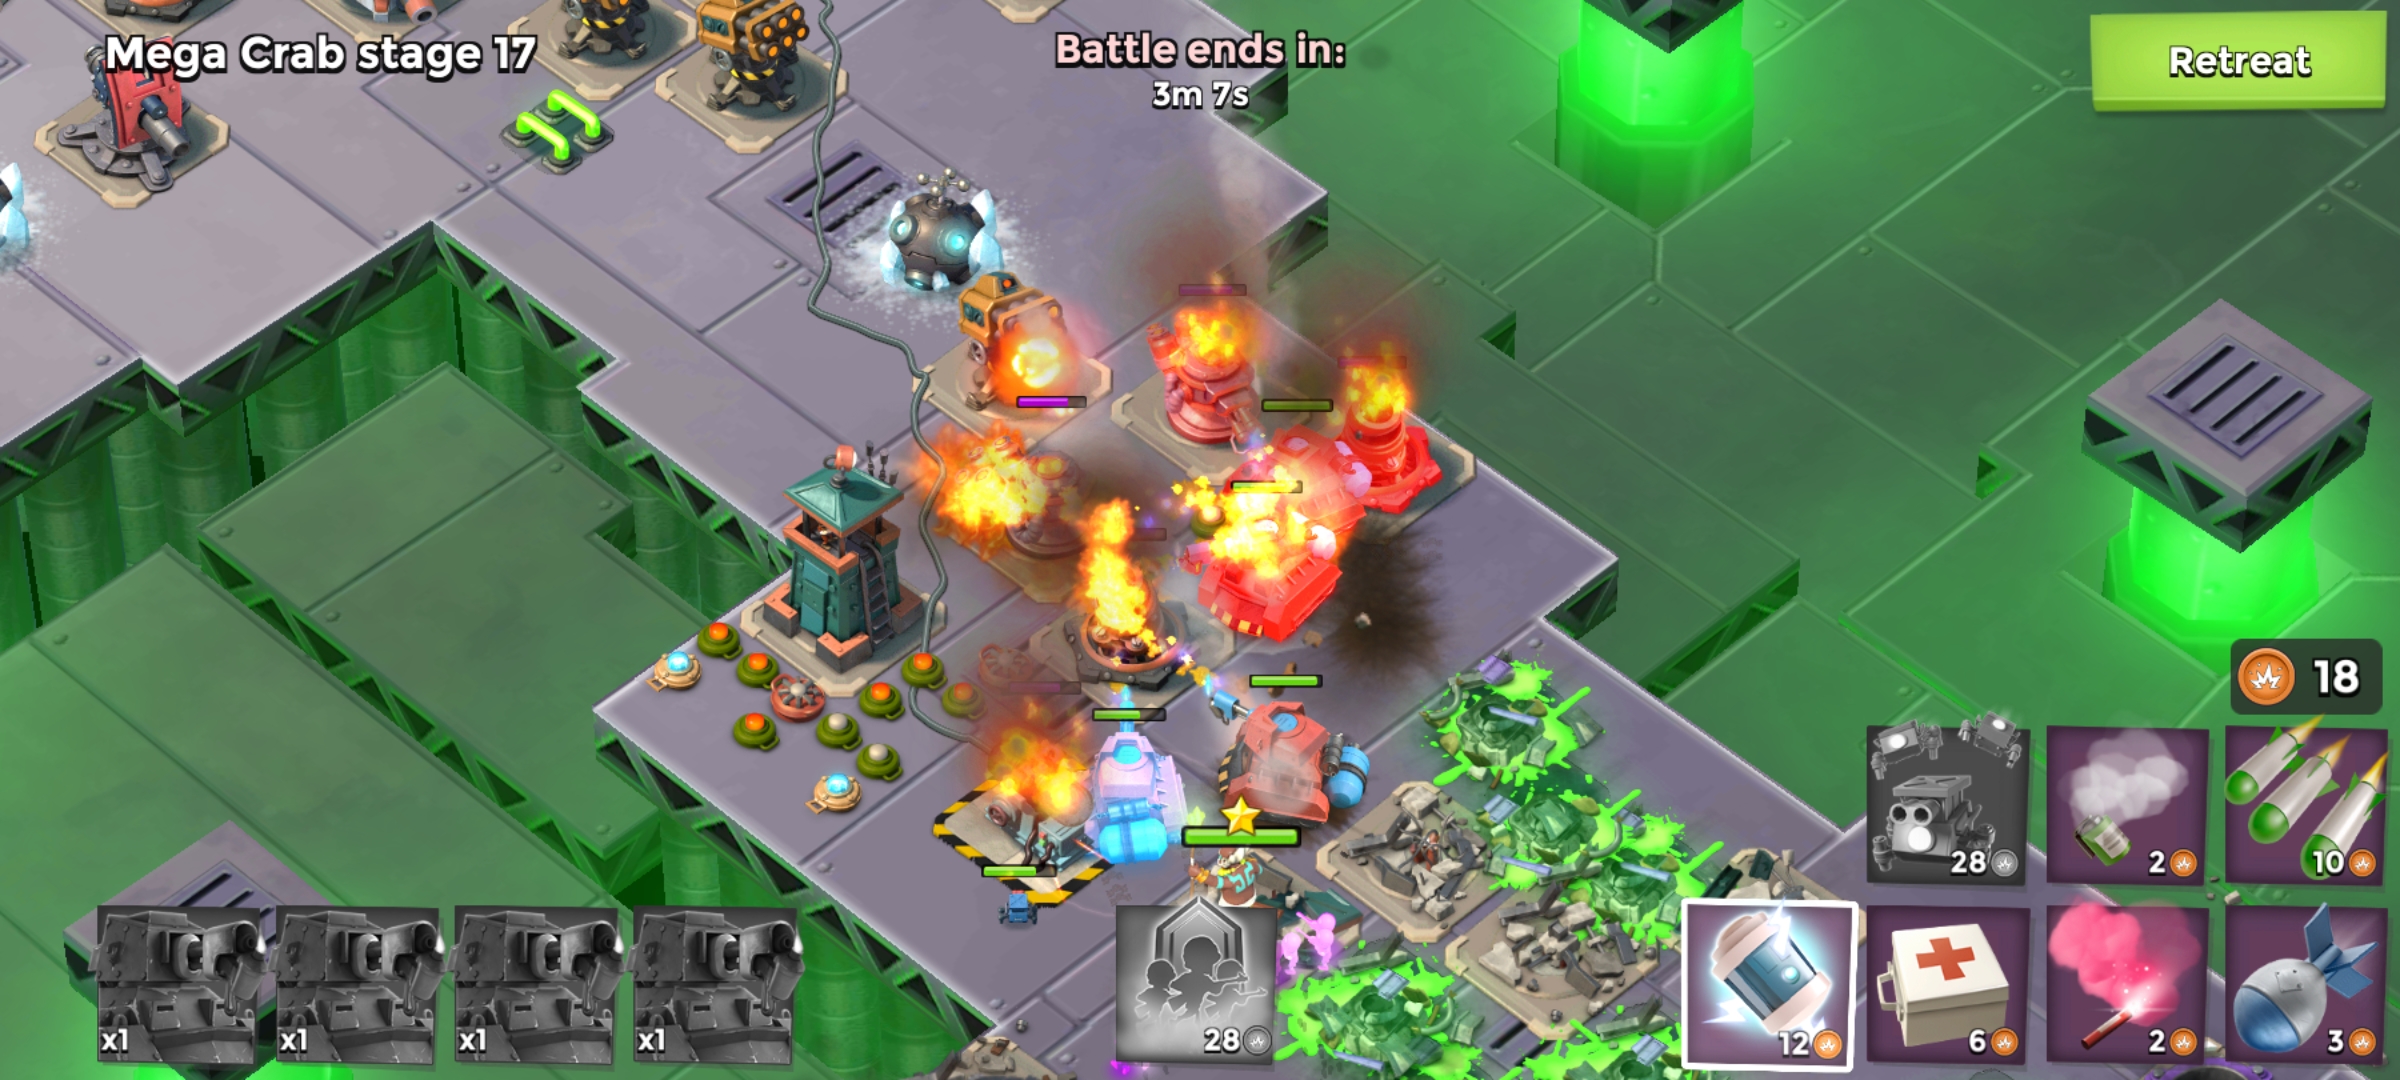 Mega Crab stage 17
Battle ends in:
3m 7s
Retreat
18
28
2
10
x1
x1
x1
x1
28
12
6
2
3